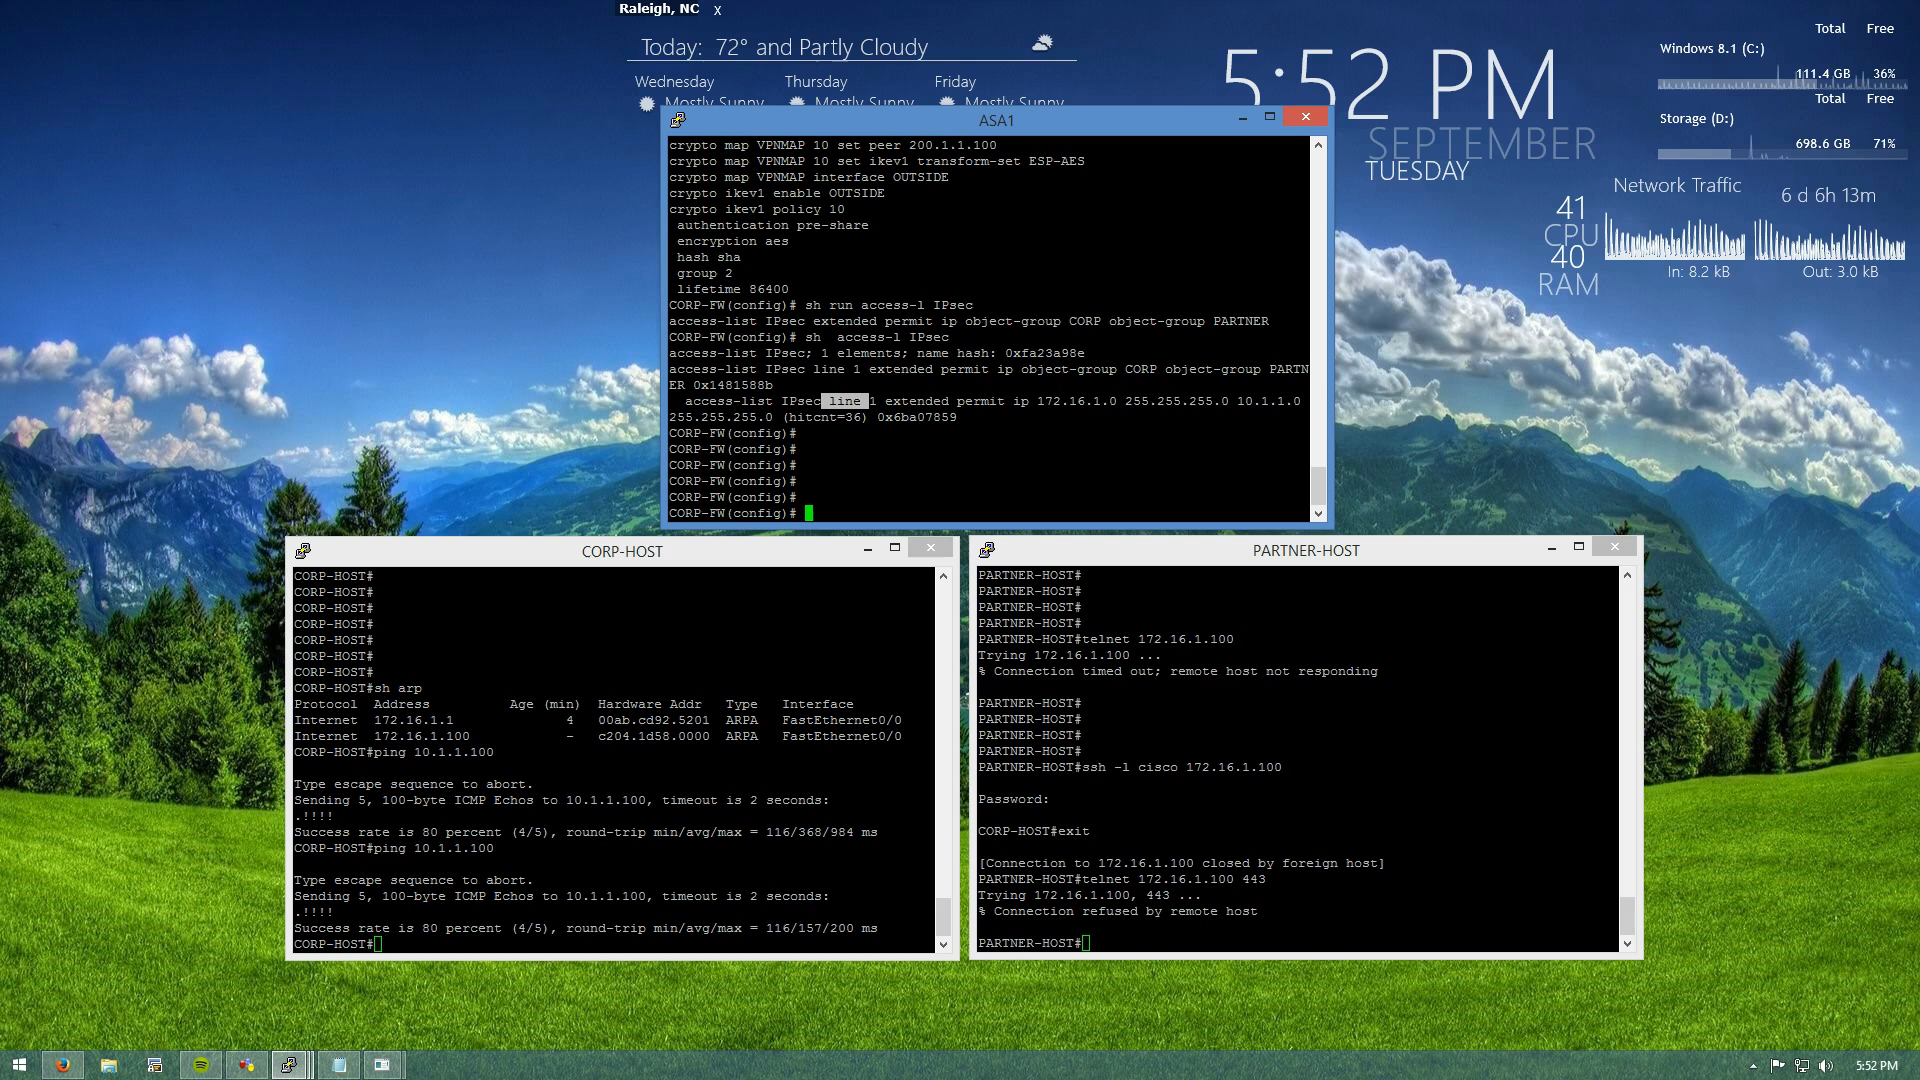 Raleigh, NC x
Today: 72° and Partly Cloudy
Wednesday Thursday Friday
Mostly Sunny Mostly Sunny Mostly Sunny
5:52 PM
SEPTEMBER
TUESDAY
Total Free
Windows 8.1 (C:)
111.4 GB 36%
Total Free
Storage (D:)
698.6 GB 71%
Network Traffic
6 d 6h 13m
41
CPU
40
RAM
In: 8.2 kB Out: 3.0 kB
ASA1
crypto map VPNMAP 10 set peer 200.1.1.100
crypto map VPNMAP 10 set ikev1 transform-set ESP-AES
crypto map VPNMAP interface OUTSIDE
crypto ikev1 enable OUTSIDE
crypto ikev1 policy 10
authentication pre-share
encryption aes
hash sha
group 2
lifetime 86400
CORP-FW(config)# sh run access-l IPsec
access-list IPsec extended permit ip object-group CORP object-group PARTNER
CORP-FW(config)# sh  access-l IPsec
access-list IPsec; 1 elements; name hash: 0xfa23a98e
access-list IPsec line 1 extended permit ip object-group CORP object-group PARTN
ER 0x1481588b
access-list IPsec line 1 extended permit ip 172.16.1.0 255.255.255.0 10.1.1.0
255.255.255.0 (hitcnt=36) 0x6ba07859
CORP-FW(config)#
CORP-FW(config)#
CORP-FW(config)#
CORP-FW(config)#
CORP-FW(config)#
CORP-FW(config)#
CORP-HOST
CORP-HOST#
CORP-HOST#
CORP-HOST#
CORP-HOST#
CORP-HOST#
CORP-HOST#
CORP-HOST#
CORP-HOST#sh arp
Protocol  Address          Age (min)  Hardware Addr   Type   Interface
Internet  172.16.1.1              4   00ab.cd92.5201  ARPA   FastEthernet0/0
Internet  172.16.1.100            -   c204.1d58.0000  ARPA   FastEthernet0/0
CORP-HOST#ping 10.1.1.100
Type escape sequence to abort.
Sending 5, 100-byte ICMP Echos to 10.1.1.100, timeout is 2 seconds:
.!!!!
Success rate is 80 percent (4/5), round-trip min/avg/max = 116/368/984 ms
CORP-HOST#ping 10.1.1.100
Type escape sequence to abort.
Sending 5, 100-byte ICMP Echos to 10.1.1.100, timeout is 2 seconds:
.!!!!
Success rate is 80 percent (4/5), round-trip min/avg/max = 116/157/200 ms
CORP-HOST#
PARTNER-HOST
PARTNER-HOST#
PARTNER-HOST#
PARTNER-HOST#
PARTNER-HOST#
PARTNER-HOST#telnet 172.16.1.100
Trying 172.16.1.100 ...
% Connection timed out; remote host not responding
PARTNER-HOST#
PARTNER-HOST#
PARTNER-HOST#
PARTNER-HOST#
PARTNER-HOST#ssh -l cisco 172.16.1.100
Password:
CORP-HOST#exit
[Connection to 172.16.1.100 closed by foreign host]
PARTNER-HOST#telnet 172.16.1.100 443
Trying 172.16.1.100, 443 ...
% Connection refused by remote host
PARTNER-HOST#
5:52 PM